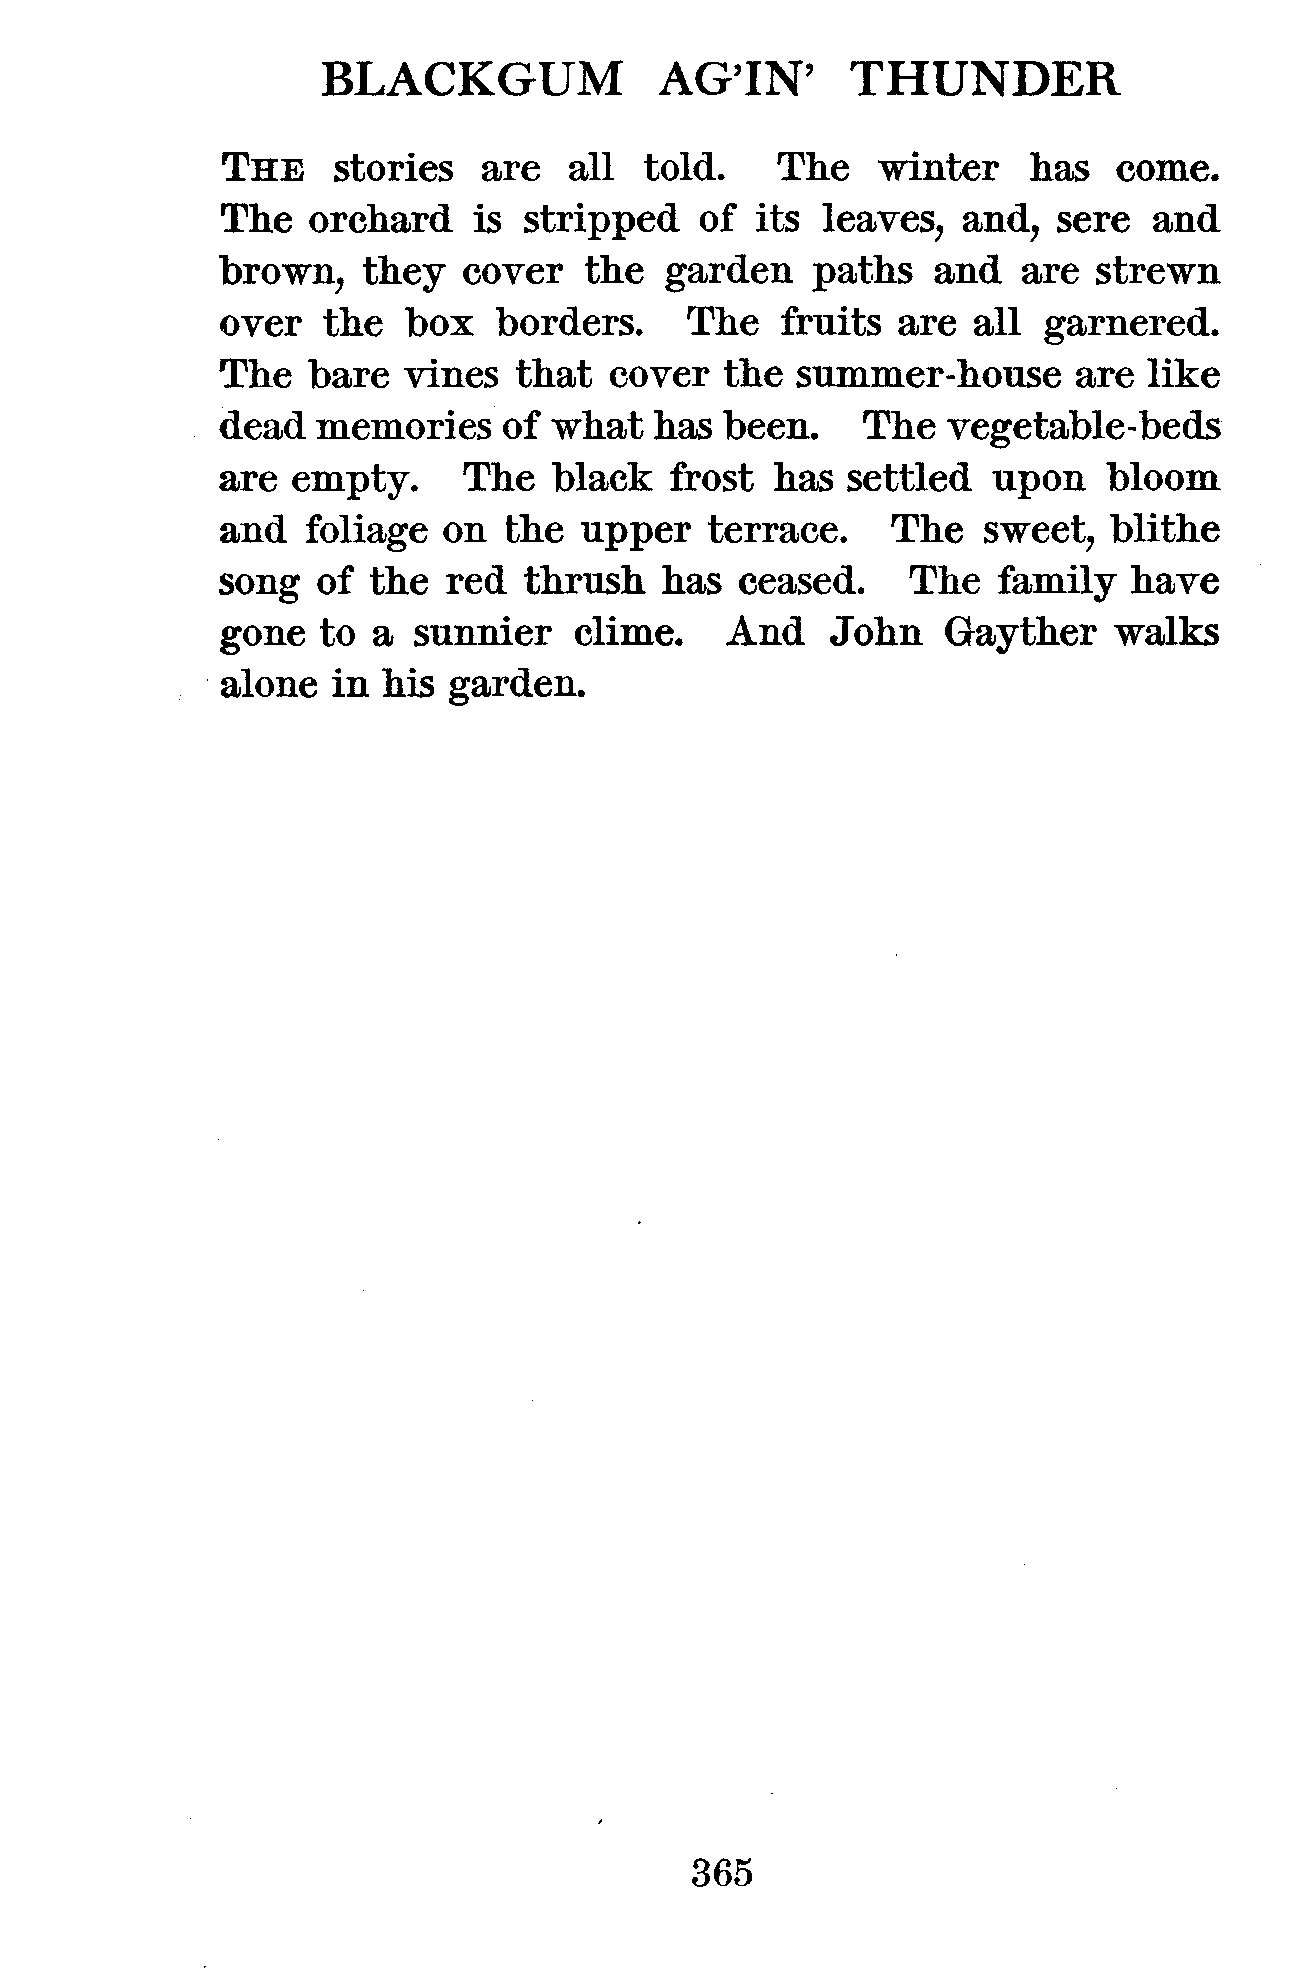 BLACKGUM AG'IN' THUNDER
THE stories are all told. The winter has come.
The orchard is stripped of its leaves, and, sere and
brown, they cover the garden paths and are strewn
over the box borders. The fruits are all garnered.
The bare vines that cover the summer-house are like
dead memories of what has been. The vegetable-beds
are empty. The black frost has settled upon bloom
and foliage on the upper terrace. The sweet, blithe
song of the red thrush has ceased. The family have
gone to a sunnier clime. And John Gayther walks
alone in his garden.
365